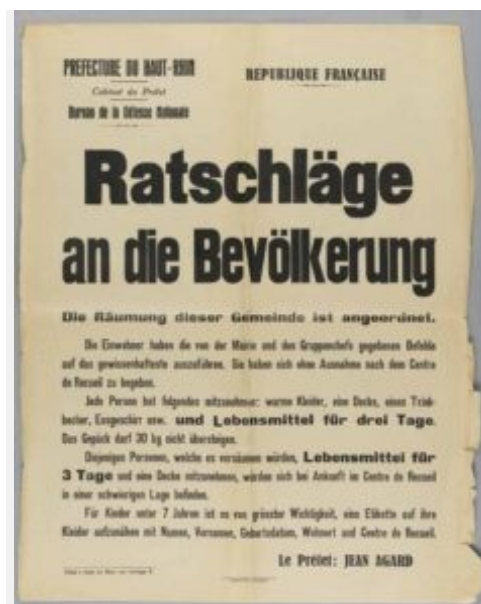 PREFECTURE DU HAUT-RHIN
Cabinet du Préfet
Bureau de la Défense Nationale
REPUBLIQUE FRANÇAISE
Ratschläge
an die Bevölkerung
Die Räumung dieser Gemeinde ist angeordnet.
Die Einwohner haben die von der Mairie und den Gruppenchefs gegebenen Befehle
auf das gewissenhafteste auszuführen. Sie haben sich ohne Ausnahme nach dem Centre
de Recueil zu begeben.
Jede Person hat folgendes mitzunehmen: warme Kleider, eine Decke, einen Trink-
becher, Essgeschirr usw. und Lebensmittel für drei Tage.
Das Gepäck darf 30 kg nicht übersteigen.
Diejenigen Personen, welche es versäumen würden, Lebensmittel für
3 Tage und eine Decke mitzunehmen, würden sich bei Ankunft im Centre de Recueil
in einer schwierigen Lage befinden.
Für Kinder unter 7 Jahren ist es von grösster Wichtigkeit, eine Etikette auf ihre
Kleider aufzunähen mit Namen, Vornamen, Geburtsdatum, Wohnort und Centre de Recueil.
Le Préfet: JEAN AGARD